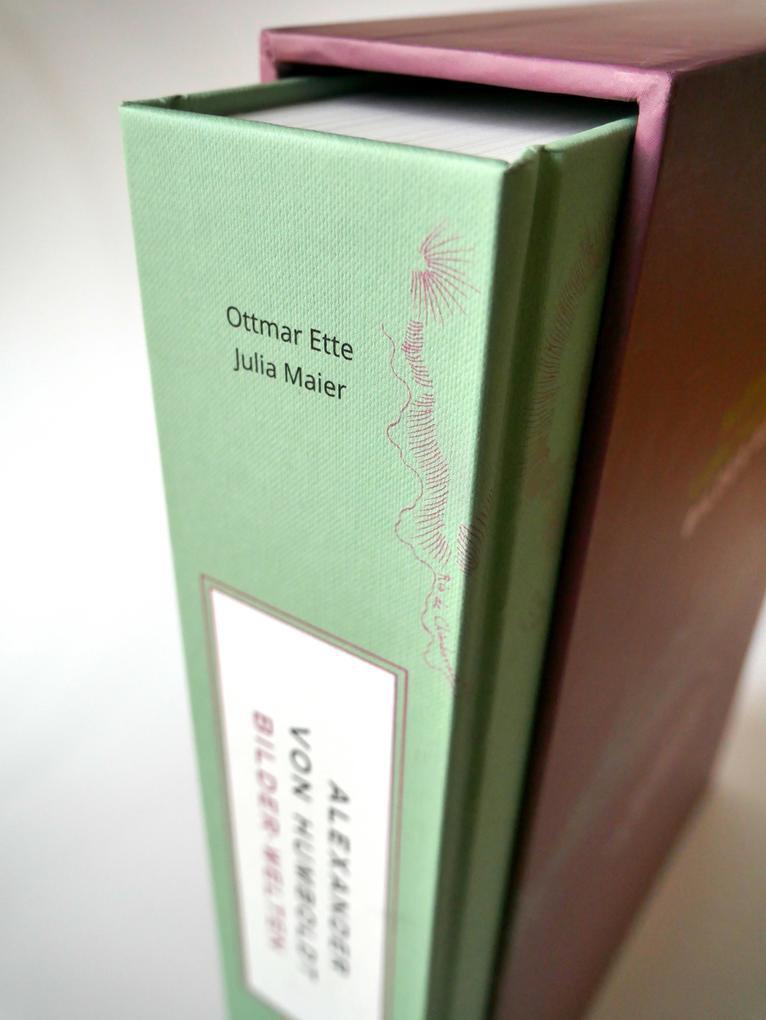 Ottmar Ette
Julia Maier
ALEXANDER
VON HUMBOLDT
BILDER-WELTEN